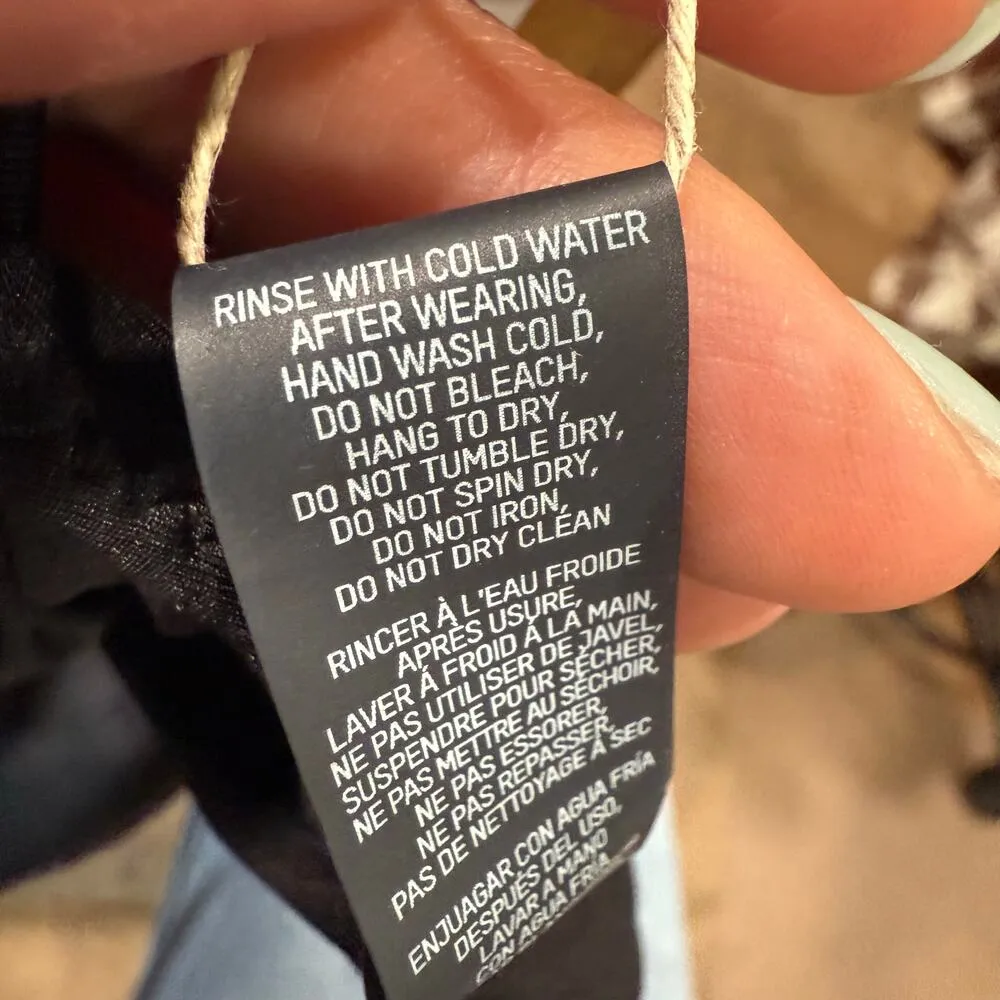 RINSE WITH COLD WATER
AFTER WEARING,
HAND WASH COLD,
DO NOT BLEACH,
HANG TO DRY,
DO NOT TUMBLE DRY,
DO NOT SPIN DRY,
DO NOT IRON,
DO NOT DRY CLEAN
RINCER À L'EAU FROIDE
APRÈS USURE,
LAVER Á FROID À LA MAIN,
NE PAS UTILISER DE JAVEL,
SUSPENDRE POUR SÉCHER,
NE PAS METTRE AU SÉCHOIR,
NE PAS ESSORER,
NE PAS REPASSER,
PAS DE NETTOYAGE À SEC
ENJUAGAR CON AGUA FRÍA
DESPUÉS DEL USO,
LAVAR A MANO
CON AGUA FRÍA